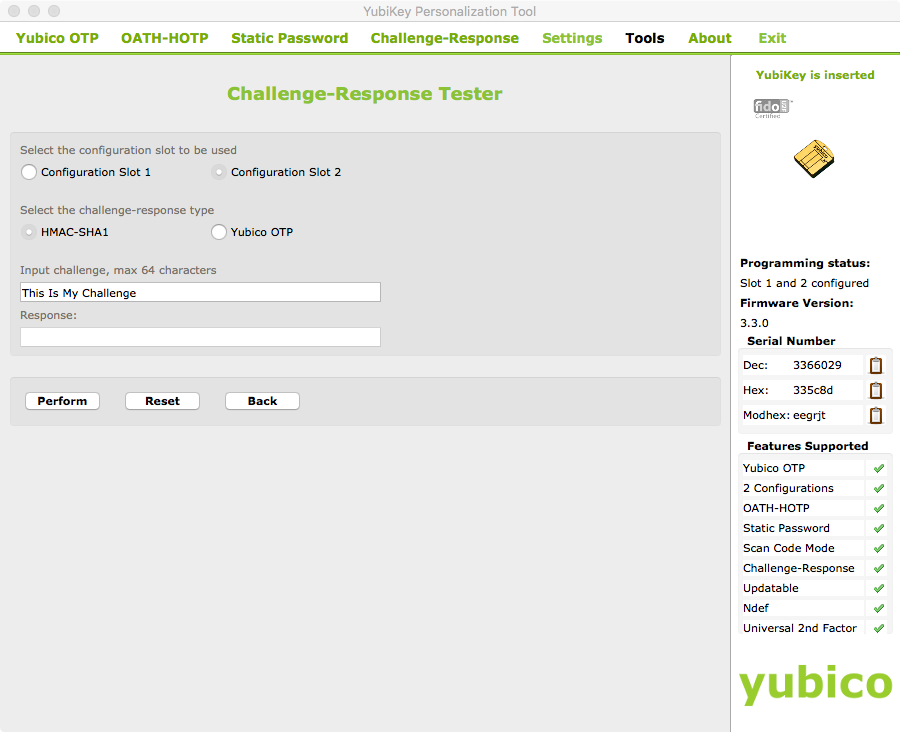 YubiKey Personalization Tool
Yubico OTP OATH-HOTP Static Password Challenge-Response Settings Tools About Exit
Challenge-Response Tester
Select the configuration slot to be used
Configuration Slot 1 Configuration Slot 2
Select the challenge-response type
HMAC-SHA1 Yubico OTP
Input challenge, max 64 characters
This Is My Challenge
Response:
Perform Reset Back
YubiKey is inserted
fido
Certified
Programming status:
Slot 1 and 2 configured
Firmware Version:
3.3.0
Serial Number
Dec: 3366029
Hex: 335c8d
Modhex: eegrjt
Features Supported
Yubico OTP
2 Configurations
OATH-HOTP
Static Password
Scan Code Mode
Challenge-Response
Updatable
Ndef
Universal 2nd Factor
yubico